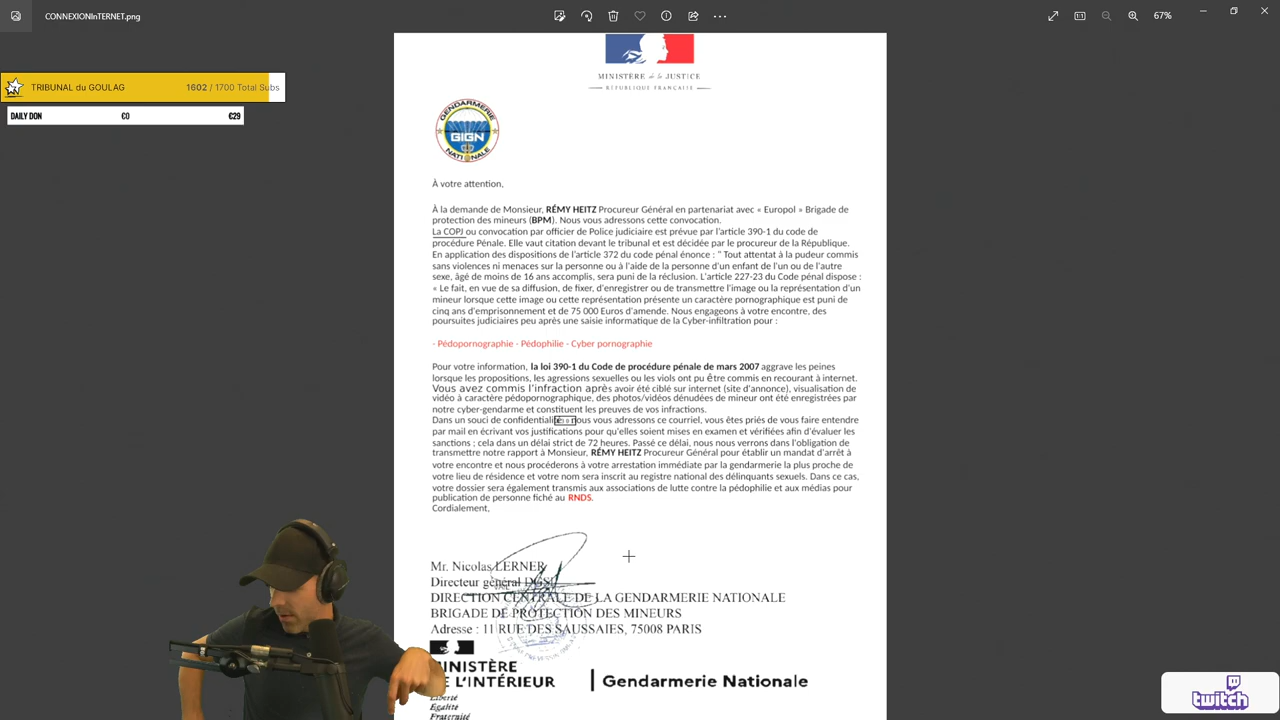 CONNEXIONInTERNET.png
67%
TRIBUNAL du GOULAG 1602 / 1700 Total Subs
DAILY DON €0 €29
MINISTÈRE de la JUSTICE
RÉPUBLIQUE FRANÇAISE
GENDARMERIE
GIGN
NATIONALE
À votre attention,
À la demande de Monsieur, RÉMY HEITZ Procureur Général en partenariat avec « Europol » Brigade de
protection des mineurs (BPM). Nous vous adressons cette convocation.
La COPJ ou convocation par officier de Police judiciaire est prévue par l'article 390-1 du code de
procédure Pénale. Elle vaut citation devant le tribunal et est décidée par le procureur de la République.
En application des dispositions de l'article 372 du code pénal énonce : " Tout attentat à la pudeur commis
sans violences ni menaces sur la personne ou à l'aide de la personne d'un enfant de l'un ou de l'autre
sexe, âgé de moins de 16 ans accomplis, sera puni de la réclusion. L'article 227-23 du Code pénal dispose :
« Le fait, en vue de sa diffusion, de fixer, d'enregistrer ou de transmettre l'image ou la représentation d'un
mineur lorsque cette image ou cette représentation présente un caractère pornographique est puni de
cinq ans d'emprisonnement et de 75 000 Euros d'amende. Nous engageons à votre encontre, des
poursuites judiciaires peu après une saisie informatique de la Cyber-infiltration pour :
- Pédopornographie - Pédophilie - Cyber pornographie
Pour votre information, la loi 390-1 du Code de procédure pénale de mars 2007 aggrave les peines
lorsque les propositions, les agressions sexuelles ou les viols ont pu être commis en recourant à internet.
Vous avez commis l'infraction après avoir été ciblé sur internet (site d'annonce), visualisation de
vidéo à caractère pédopornographique, des photos/vidéos dénudées de mineur ont été enregistrées par
notre cyber-gendarme et constituent les preuves de vos infractions.
Dans un souci de nous vous adressons ce courriel, vous êtes priés de vous faire entendre
par mail en écrivant vos justifications pour qu'elles soient mises en examen et vérifiées afin d'évaluer les
sanctions ; cela dans un délai strict de 72 heures. Passé ce délai, nous nous verrons dans l'obligation de
transmettre notre rapport à Monsieur, RÉMY HEITZ Procureur Général pour établir un mandat d'arrêt à
votre encontre et nous procéderons à votre arrestation immédiate par la gendarmerie la plus proche de
votre lieu de résidence et votre nom sera inscrit au registre national des délinquants sexuels. Dans ce cas,
votre dossier sera également transmis aux associations de lutte contre la pédophilie et aux médias pour
publication de personne fiché au RNDS.
Cordialement,
Mr. Nicolas LERNER
Directeur général DGSI
DIRECTION CENTRALE DE LA GENDARMERIE NATIONALE
BRIGADE DE PROTECTION DES MINEURS
Adresse : 11 RUE DES SAUSSAIES, 75008 PARIS
MINISTÈRE
DE L'INTÉRIEUR
Gendarmerie Nationale
Liberté
Égalité
Fraternité
twitch